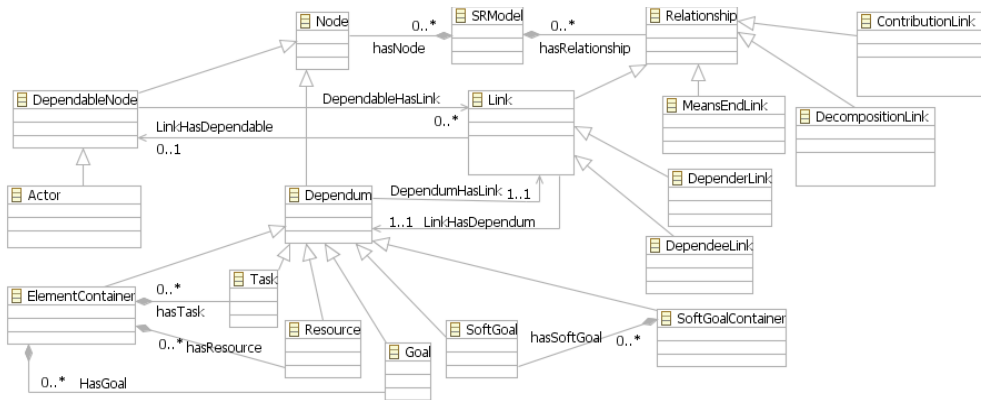 Node
0..*
SRModel
0..*
Relationship
ContributionLink
hasNode
hasRelationship
DependableNode
DependableHasLink
Link
MeansEndLink
DecompositionLink
LinkHasDependable
0..*
0..1
Actor
DependumHasLink
1..1
DependerLink
Dependum
1..1 LinkHasDependum
DependeeLink
ElementContainer
0..*
Task
hasTask
Resource
SoftGoal
hasSoftGoal
SoftGoalContainer
0..*
0..* hasResource
Goal
0..* HasGoal